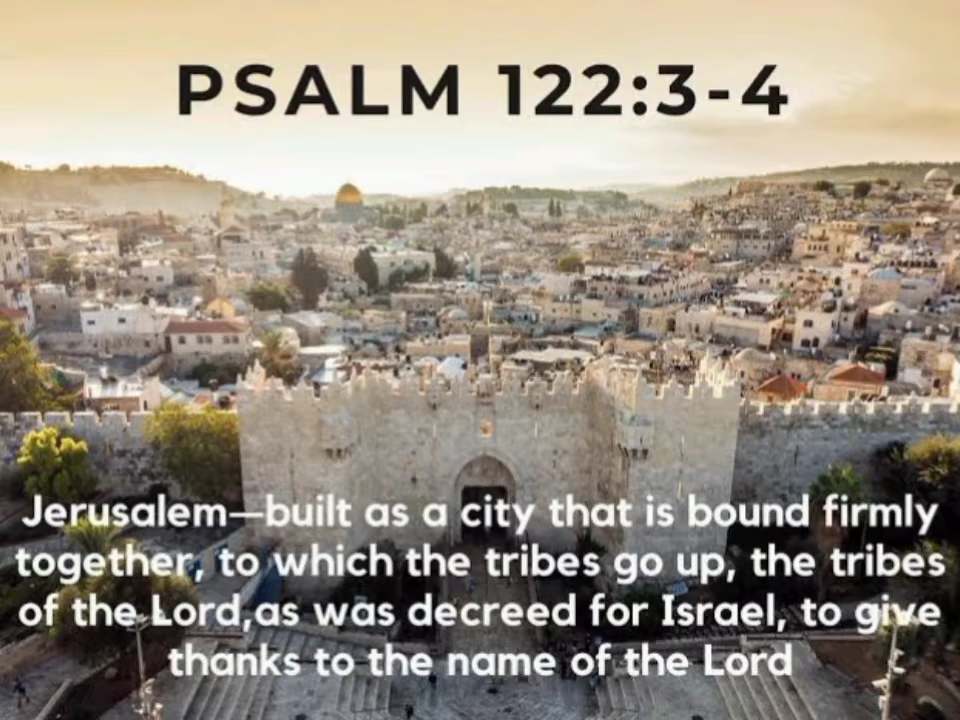 PSALM 122:3-4
Jerusalem—built as a city that is bound firmly
together, to which the tribes go up, the tribes
of the Lord,as was decreed for Israel, to give
thanks to the name of the Lord